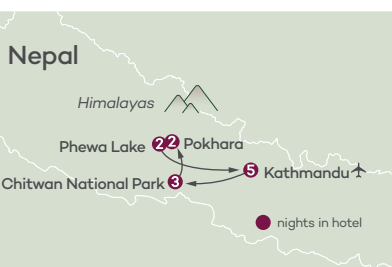 Nepal
Himalayas
Phewa Lake 2 2 Pokhara
5 Kathmandu
Chitwan National Park 3
nights in hotel